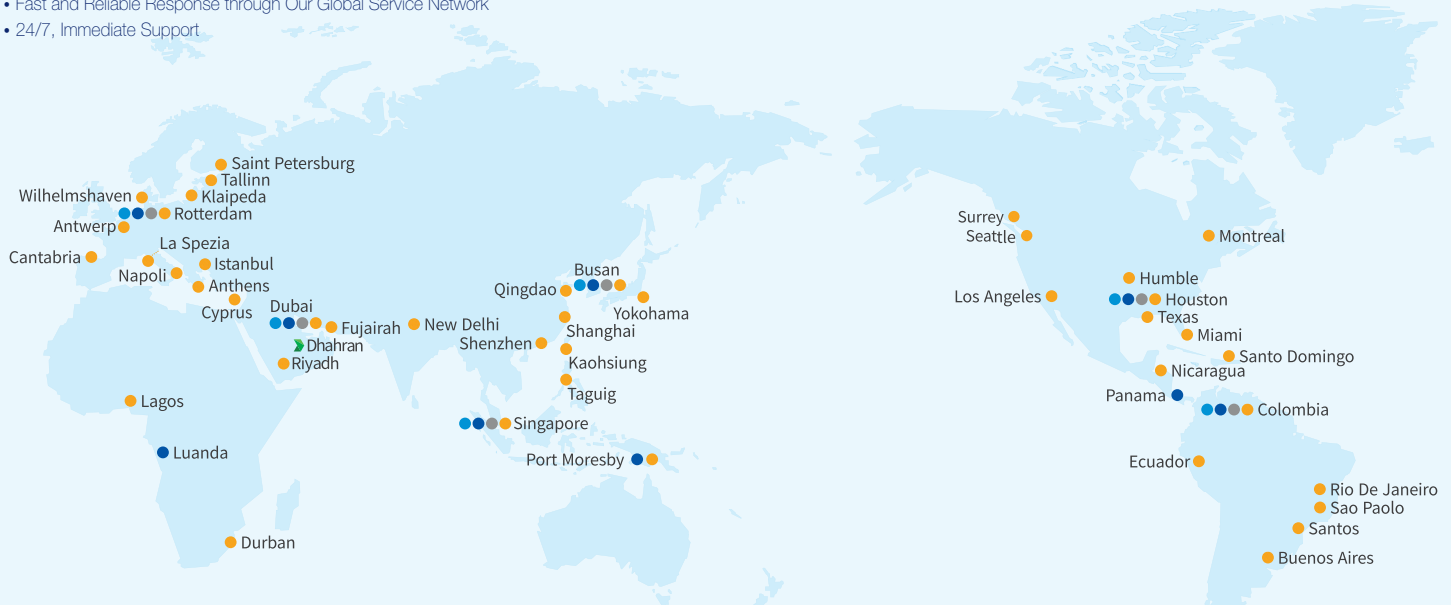 • Fast and Reliable Response through Our Global Service Network
• 24/7, Immediate Support
Saint Petersburg
Tallinn
Wilhelmshaven
Klaipeda
Rotterdam
Antwerp
La Spezia
Cantabria
Istanbul
Napoli
Anthens
Cyprus
Dubai
Fujairah
New Delhi
Dhahran
Riyadh
Lagos
Luanda
Durban
Busan
Qingdao
Yokohama
Shanghai
Shenzhen
Kaohsiung
Taguig
Singapore
Port Moresby
Surrey
Seattle
Montreal
Humble
Los Angeles
Houston
Texas
Miami
Santo Domingo
Nicaragua
Panama
Colombia
Ecuador
Rio De Janeiro
Sao Paolo
Santos
Buenos Aires